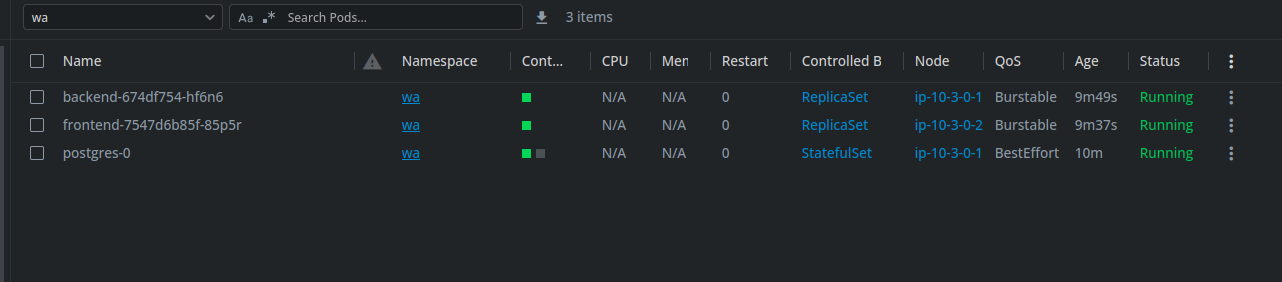 wa Aa .* Search Pods... 3 items
Name Namespace Cont... CPU Men Restart Controlled B Node QoS Age Status
backend-674df754-hf6n6 wa N/A N/A 0 ReplicaSet ip-10-3-0-1 Burstable 9m49s Running
frontend-7547d6b85f-85p5r wa N/A N/A 0 ReplicaSet ip-10-3-0-2 Burstable 9m37s Running
postgres-0 wa N/A N/A 0 StatefulSet ip-10-3-0-1 BestEffort 10m Running